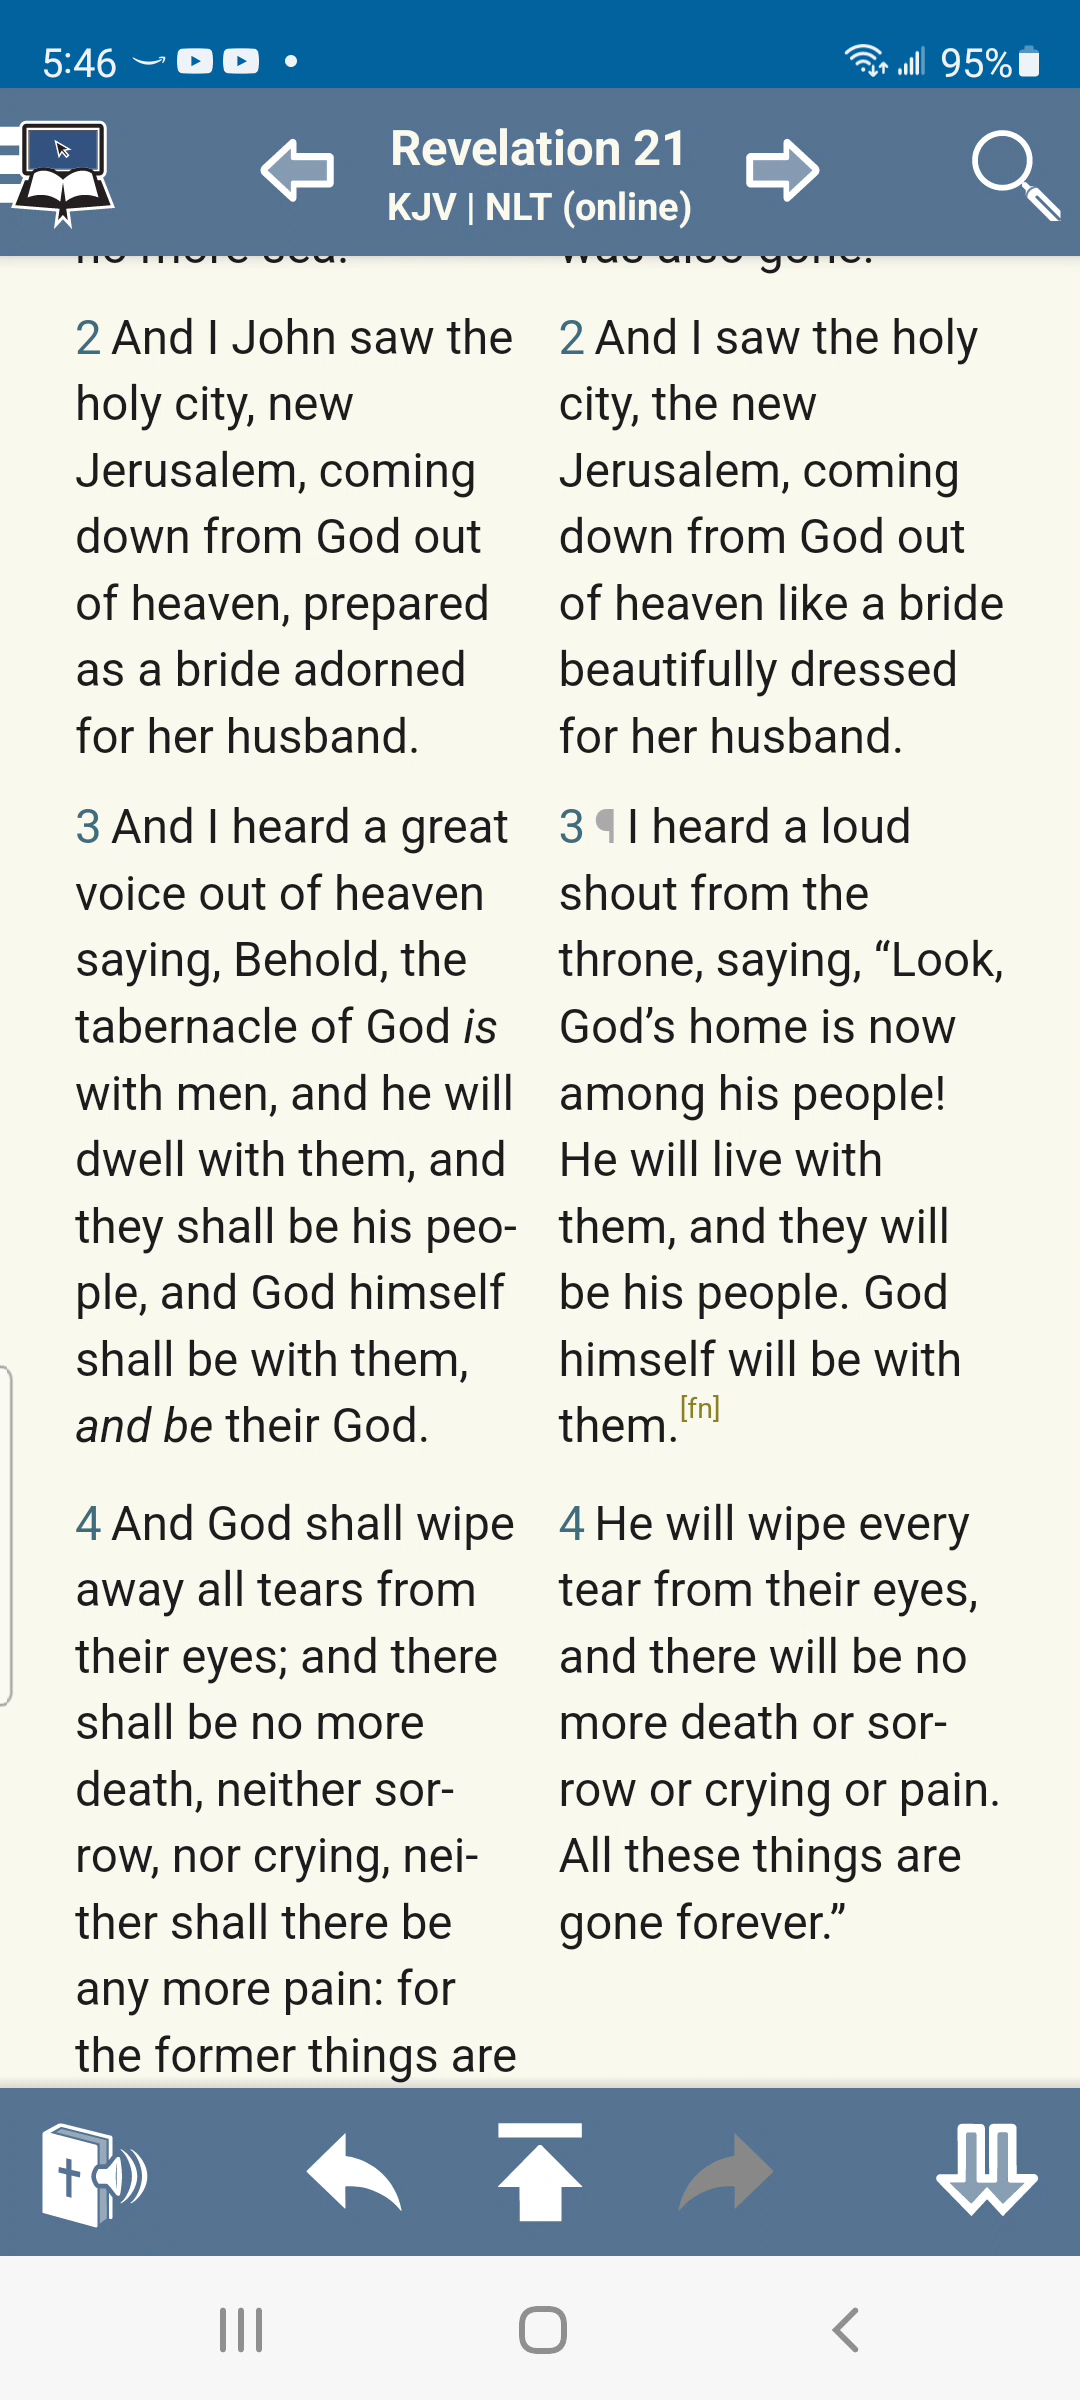 5:46
95%
Revelation 21
KJV | NLT (online)
no more sea.
2 And I John saw the
holy city, new
Jerusalem, coming
down from God out
of heaven, prepared
as a bride adorned
for her husband.
3 And I heard a great
voice out of heaven
saying, Behold, the
tabernacle of God is
with men, and he will
dwell with them, and
they shall be his peo-
ple, and God himself
shall be with them,
and be their God.
4 And God shall wipe
away all tears from
their eyes; and there
shall be no more
death, neither sor-
row, nor crying, nei-
ther shall there be
any more pain: for
the former things are
was also gone.
2 And I saw the holy
city, the new
Jerusalem, coming
down from God out
of heaven like a bride
beautifully dressed
for her husband.
3 ¶ I heard a loud
shout from the
throne, saying, “Look,
God’s home is now
among his people!
He will live with
them, and they will
be his people. God
himself will be with
them.[fn]
4 He will wipe every
tear from their eyes,
and there will be no
more death or sor-
row or crying or pain.
All these things are
gone forever.”